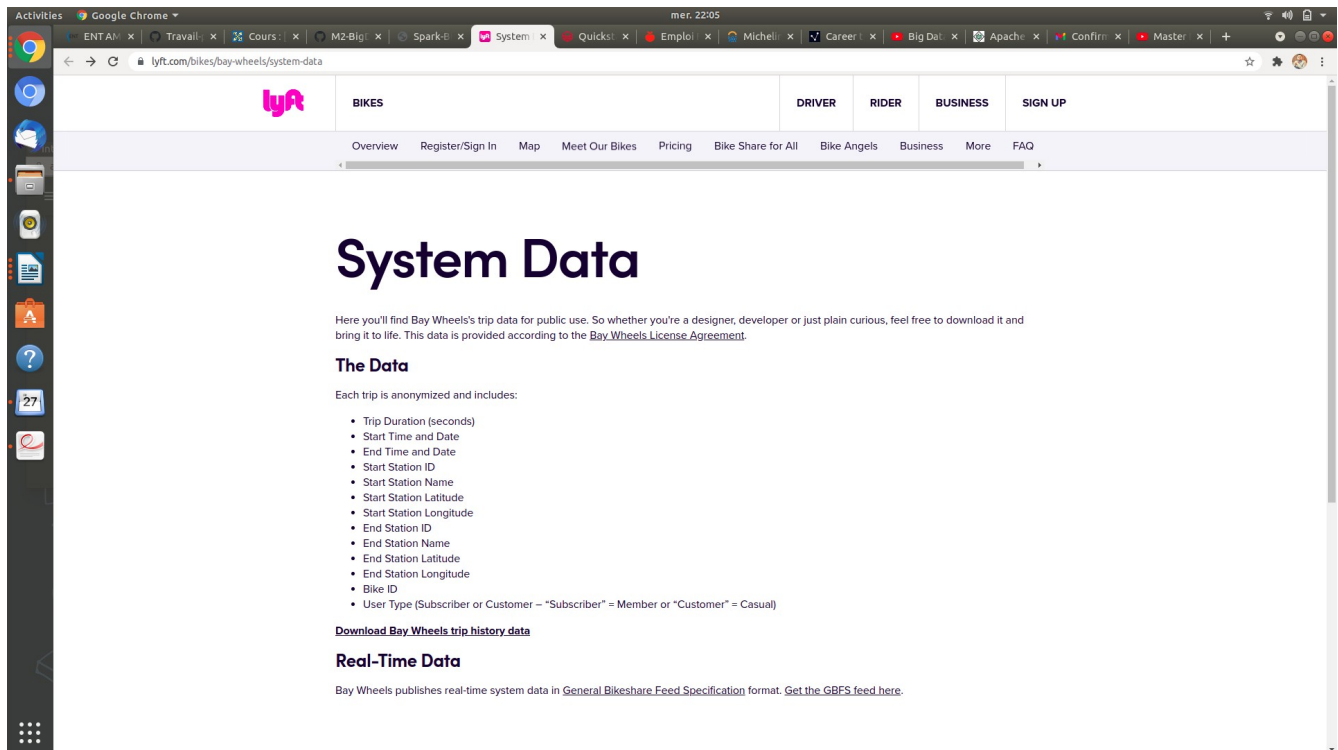 Activities Google Chrome mer. 22:05
ENT AM Travail- Cours : M2-BigD Spark-B System Quickst Emploi Michelin Career Big Dat Apache Confirm Master
lyft.com/bikes/bay-wheels/system-data
lyft BIKES DRIVER RIDER BUSINESS SIGN UP
Overview Register/Sign In Map Meet Our Bikes Pricing Bike Share for All Bike Angels Business More FAQ
System Data
Here you'll find Bay Wheels's trip data for public use. So whether you're a designer, developer or just plain curious, feel free to download it and
bring it to life. This data is provided according to the Bay Wheels License Agreement.
The Data
Each trip is anonymized and includes:
• Trip Duration (seconds)
• Start Time and Date
• End Time and Date
• Start Station ID
• Start Station Name
• Start Station Latitude
• Start Station Longitude
• End Station ID
• End Station Name
• End Station Latitude
• End Station Longitude
• Bike ID
• User Type (Subscriber or Customer – “Subscriber” = Member or “Customer” = Casual)
Download Bay Wheels trip history data
Real-Time Data
Bay Wheels publishes real-time system data in General Bikeshare Feed Specification format. Get the GBFS feed here.
27